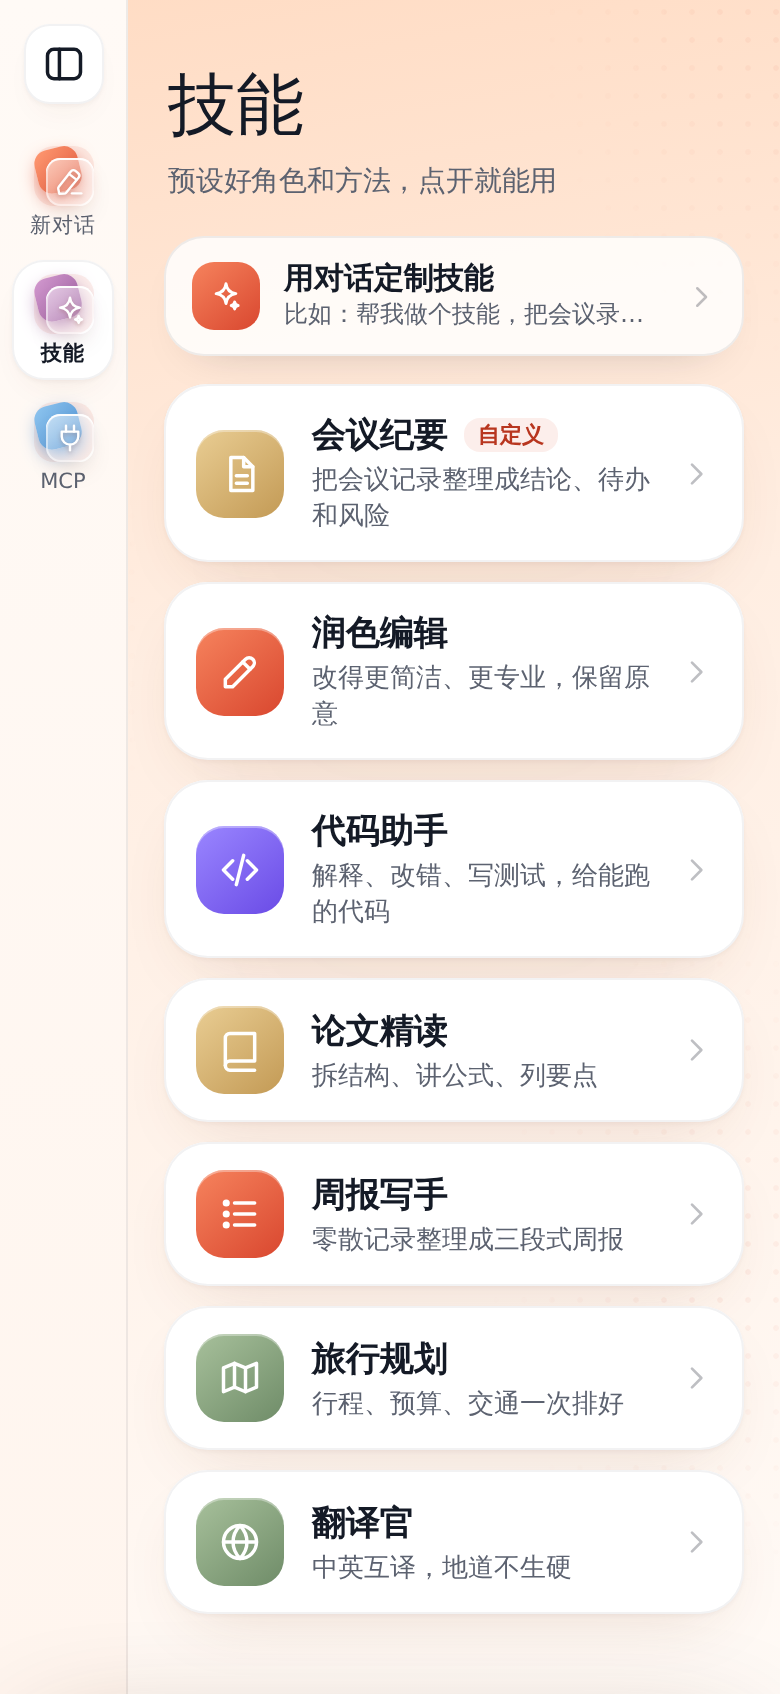 新对话
技能
MCP
技能
预设好角色和方法，点开就能用
用对话定制技能
比如：帮我做个技能，把会议录…
会议纪要 自定义
把会议记录整理成结论、待办
和风险
润色编辑
改得更简洁、更专业，保留原
意
代码助手
解释、改错、写测试，给能跑
的代码
论文精读
拆结构、讲公式、列要点
周报写手
零散记录整理成三段式周报
旅行规划
行程、预算、交通一次排好
翻译官
中英互译，地道不生硬